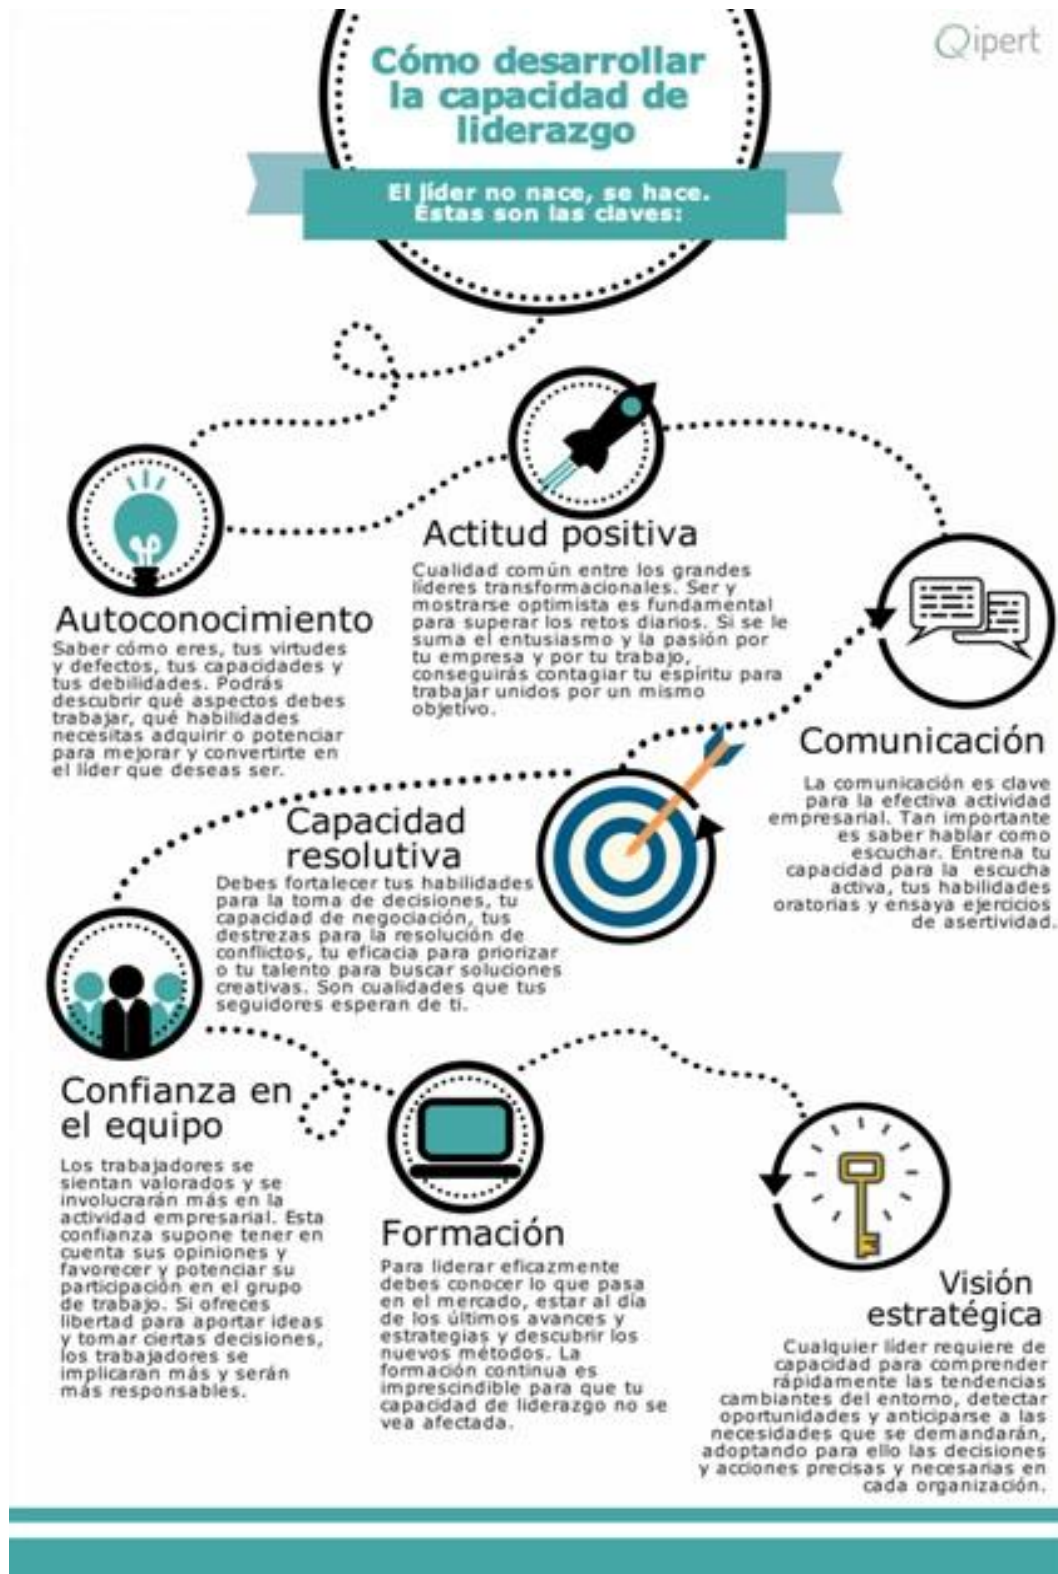 Qipert
Cómo desarrollar
la capacidad de
liderazgo
El líder no nace, se hace.
Estas son las claves:
Autoconocimiento
Saber cómo eres, tus virtudes
y defectos, tus capacidades y
tus debilidades. Podrás
descubrir qué aspectos debes
trabajar, qué habilidades
necesitas adquirir o potenciar
para mejorar y convertirte en
el líder que deseas ser.
Actitud positiva
Cualidad común entre los grandes
líderes transformacionales. Ser y
mostrarse optimista es fundamental
para superar los retos diarios. Si se le
suma el entusiasmo y la pasión por
tu empresa y por tu trabajo,
conseguirás contagiar tu espíritu para
trabajar unidos por un mismo
objetivo.
Comunicación
La comunicación es clave
para la efectiva actividad
empresarial. Tan importante
es saber hablar como
escuchar. Entrena tu
capacidad para la escucha
activa, tus habilidades
oratorias y ensaya ejercicios
de asertividad.
Capacidad
resolutiva
Debes fortalecer tus habilidades
para la toma de decisiones, tu
capacidad de negociación, tus
destrezas para la resolución de
conflictos, tu eficacia para priorizar
o tu talento para buscar soluciones
creativas. Son cualidades que tus
seguidores esperan de ti.
Confianza en
el equipo
Los trabajadores se
sientan valorados y se
involucrarán más en la
actividad empresarial. Esta
confianza supone tener en
cuenta sus opiniones y
favorecer y potenciar su
participación en el grupo
de trabajo. Si ofreces
libertad para aportar ideas
y tomar ciertas decisiones,
los trabajadores se
implicaran más y serán
más responsables.
Formación
Para liderar eficazmente
debes conocer lo que pasa
en el mercado, estar al día
de los últimos avances y
estrategias y descubrir los
nuevos métodos. La
formación continua es
imprescindible para que tu
capacidad de liderazgo no se
vea afectada.
Visión
estratégica
Cualquier líder requiere de
capacidad para comprender
rápidamente las tendencias
cambiantes del entorno, detectar
oportunidades y anticiparse a las
necesidades que se demandarán,
adoptando para ello las decisiones
y acciones precisas y necesarias en
cada organización.